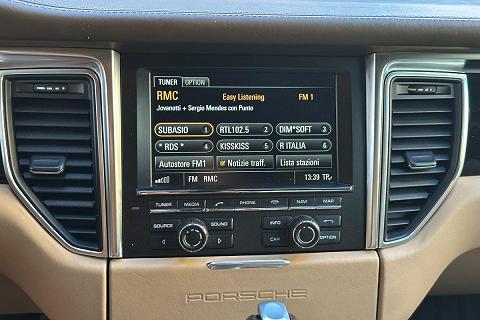 TUNER OPTION
RMC Easy Listening FM 1
Jovanotti + Sergio Mendes con Punto
SUBASIO 1 RTL102.5 2 DIM*SOFT 3
* RDS * 4 KISSKISS 5 R ITALIA 6
Autostore FM1 Notizie traff. Lista stazioni
FM RMC 13:39 TP
TUNER MEDIA PHONE NAVI MAP
SOURCE SOUND INFO
CAR OPTION
PORSCHE